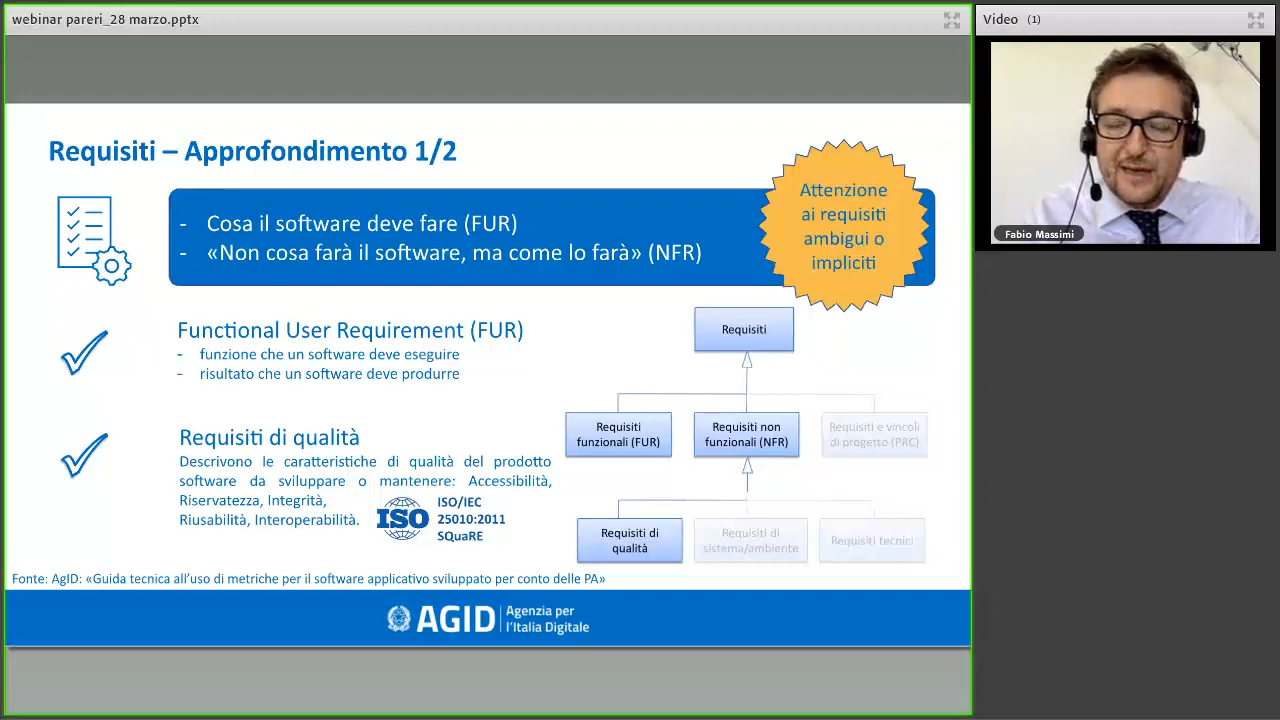 webinar pareri_28 marzo.pptx
Video (1)
Fabio Massimi
Requisiti – Approfondimento 1/2
- Cosa il software deve fare (FUR)
- «Non cosa farà il software, ma come lo farà» (NFR)
Attenzione
ai requisiti
ambigui o
impliciti
Functional User Requirement (FUR)
- funzione che un software deve eseguire
- risultato che un software deve produrre
Requisiti di qualità
Descrivono le caratteristiche di qualità del prodotto
software da sviluppare o mantenere: Accessibilità,
Riservatezza, Integrità,
Riusabilità, Interoperabilità.
ISO
ISO/IEC
25010:2011
SQuaRE
Requisiti
Requisiti
funzionali (FUR)
Requisiti non
funzionali (NFR)
Requisiti e vincoli
di progetto (PRC)
Requisiti di
qualità
Requisiti di
sistema/ambiente
Requisiti tecnici
Fonte: AgID: «Guida tecnica all’uso di metriche per il software applicativo sviluppato per conto delle PA»
AGID
Agenzia per
l’Italia Digitale